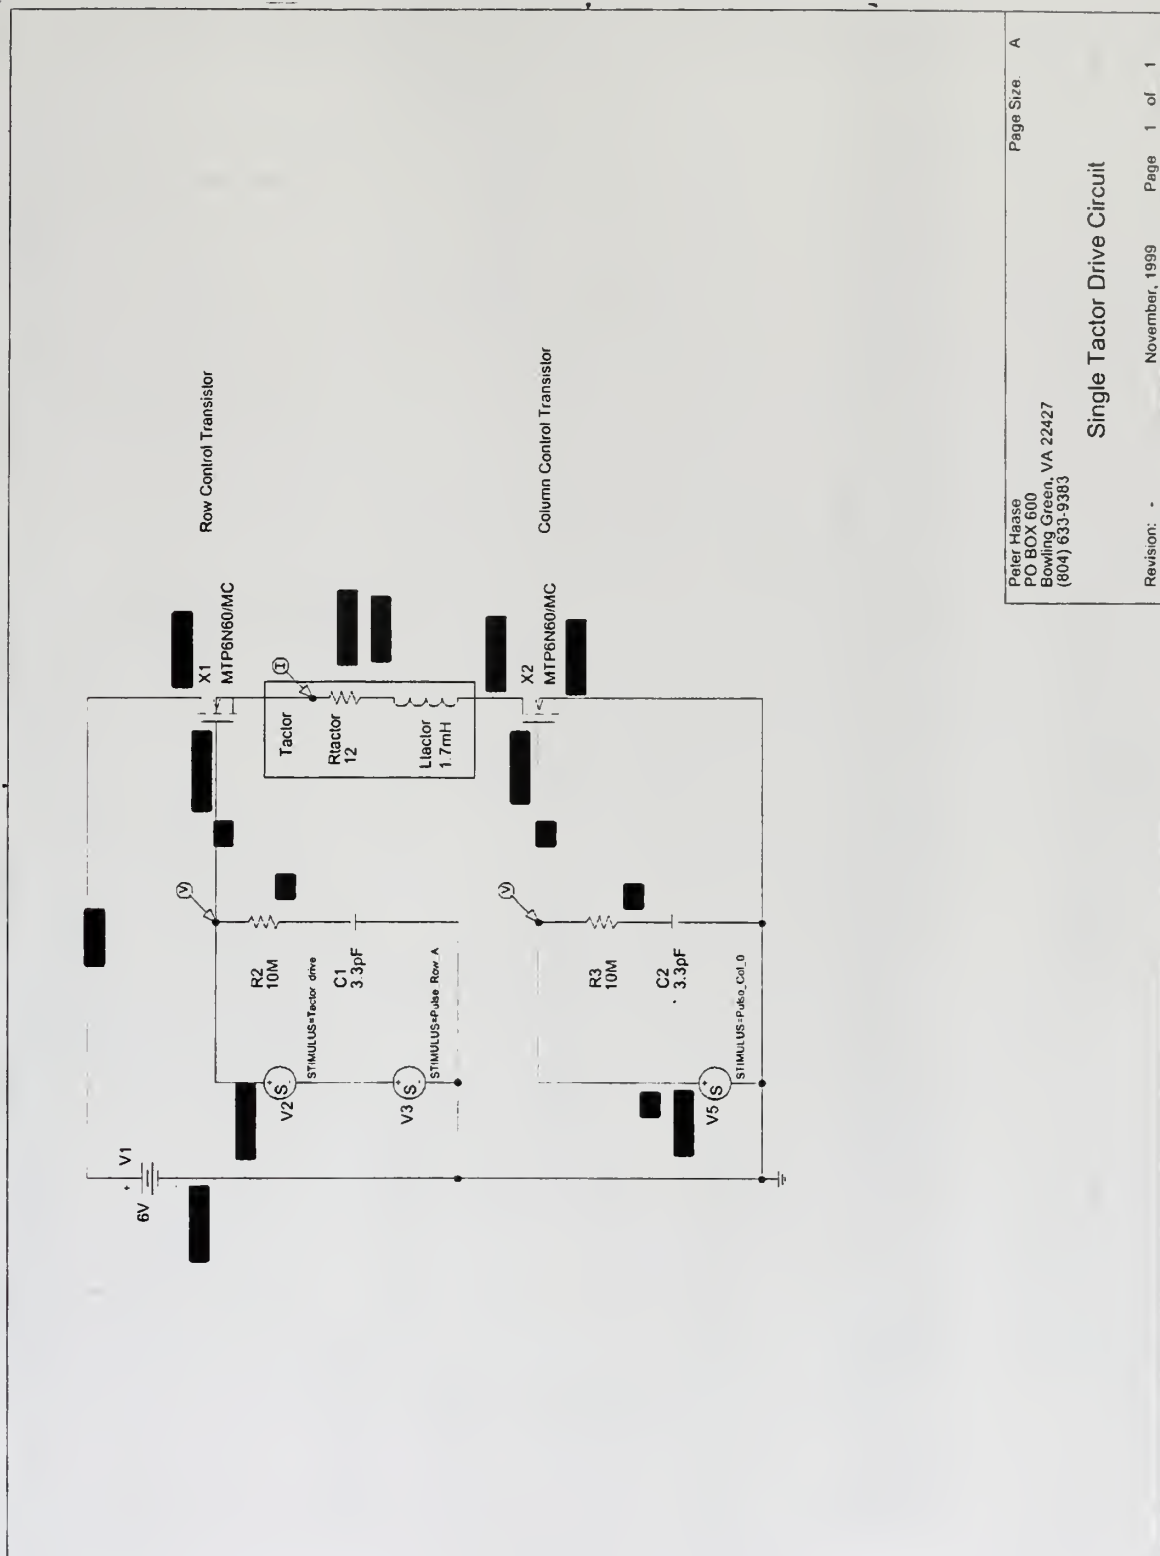 V1
+
6V
Row Control Transistor
X1
MTP6N60/MC
I
Tactor
Rtactor
12
Ltactor
1.7mH
V
R2
10M
STIMULUS=Tactor drive
C1
3.3pF
STIMULUS=Pulse_Row_A
+
S
V2
+
S
V3
Column Control Transistor
X2
MTP6N60/MC
V
R3
10M
C2
3.3pF
STIMULUS=Pulse_Col_0
+
S
V5
Peter Haase
PO BOX 600
Bowling Green, VA 22427
(804) 633-9383
Page Size: A
Single Tactor Drive Circuit
Revision: -
November, 1999
Page 1 of 1